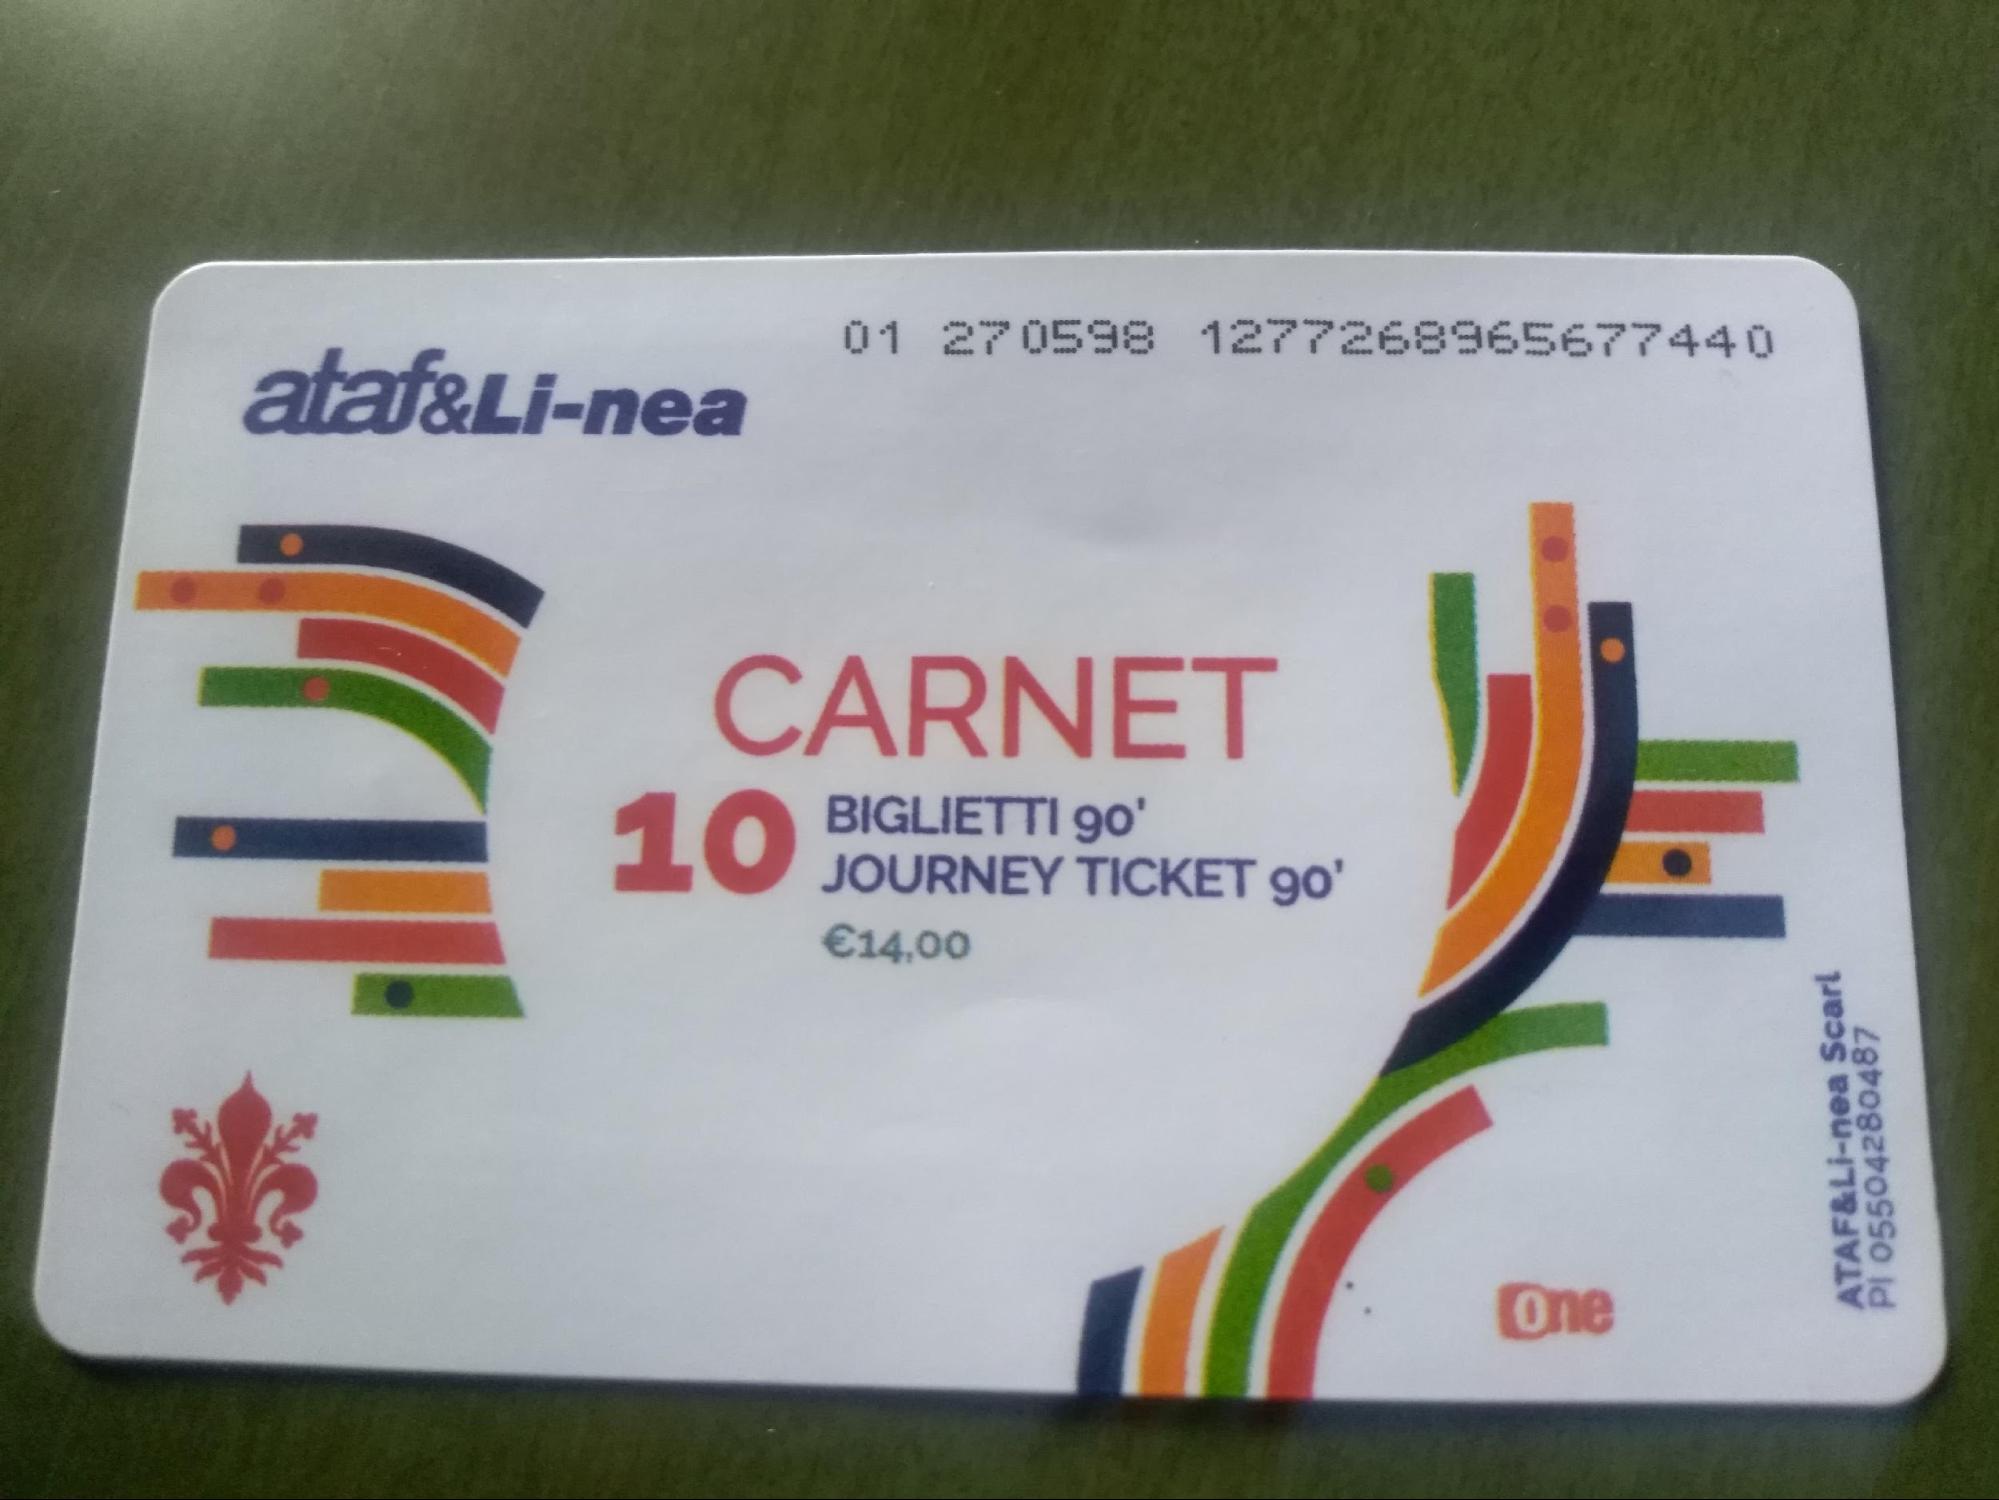 01 270598 1277268965677440
ataf&Li-nea
CARNET
10 BIGLIETTI 90'
JOURNEY TICKET 90'
€14,00
one
ATAF&Li-nea Scarl
PI 05504280487